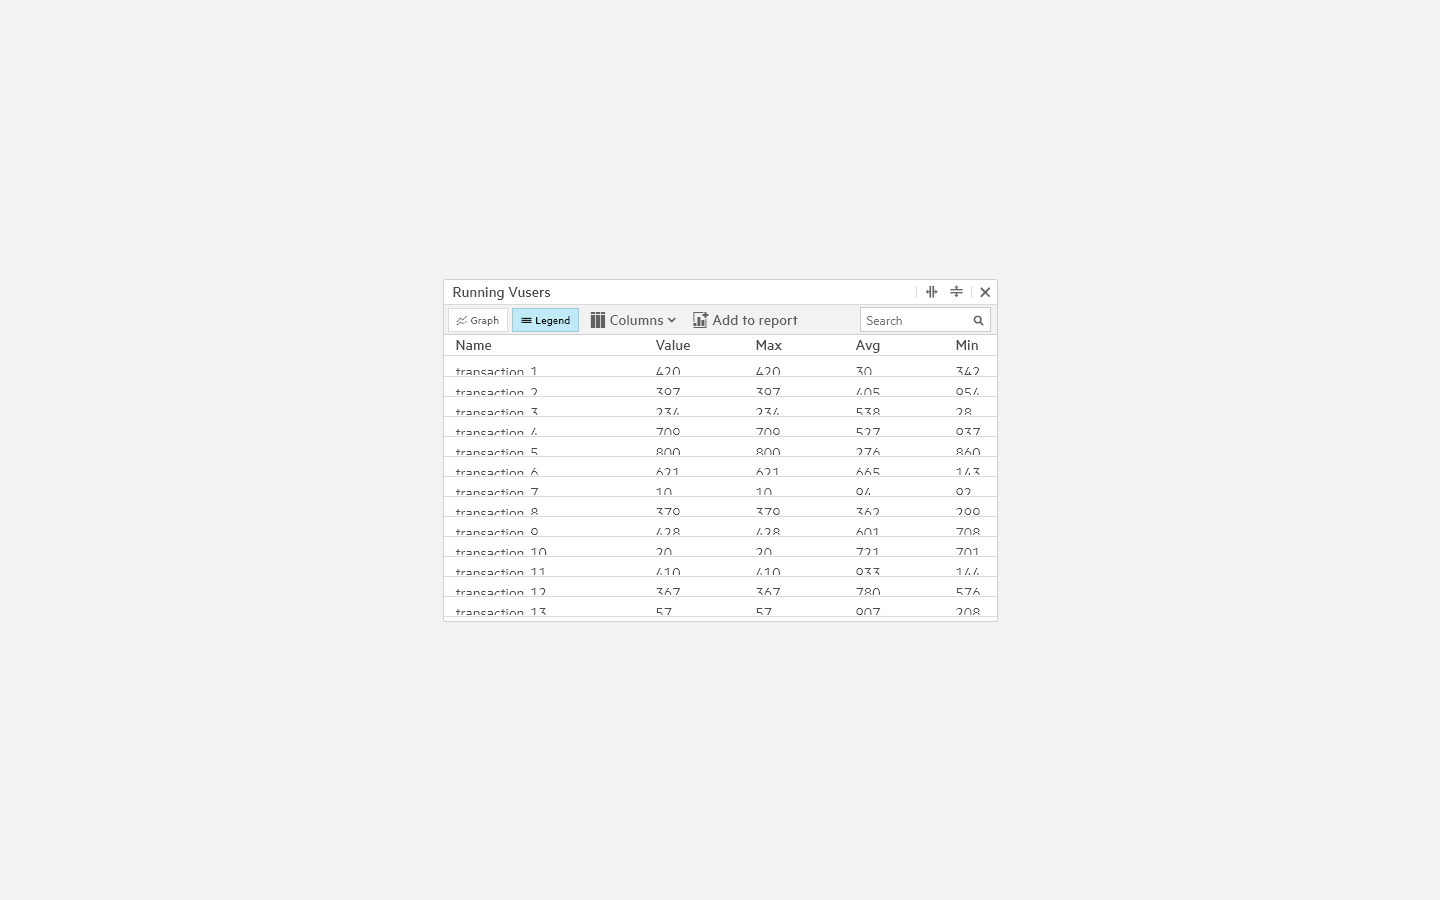 Running Vusers
Graph Legend Columns Add to report Search
Name Value Max Avg Min
transaction_1 420 420 30 342
transaction_2 397 397 405 954
transaction_3 234 234 538 28
transaction_4 709 709 527 937
transaction_5 800 800 276 860
transaction_6 621 621 665 143
transaction_7 10 10 94 92
transaction_8 379 379 362 299
transaction_9 428 428 601 708
transaction_10 20 20 721 701
transaction_11 410 410 933 144
transaction_12 367 367 780 576
transaction_13 57 57 907 208